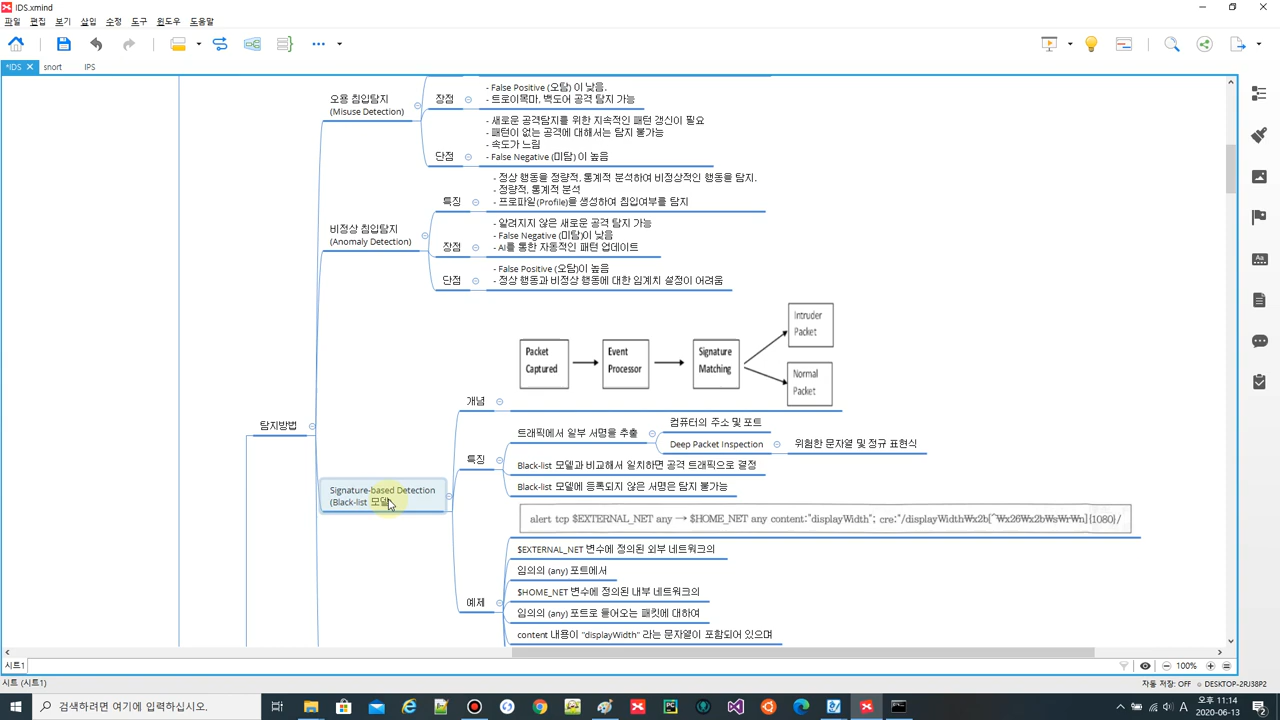 IDS.xmind
파일 편집 보기 삽입 수정 도구 윈도우 도움말
*IDS snort IPS
오용 침입탐지
(Misuse Detection)
장점
- False Positive (오탐) 이 낮음.
- 트로이목마, 백도어 공격 탐지 가능
단점
- 새로운 공격탐지를 위한 지속적인 패턴 갱신이 필요
- 패턴이 없는 공격에 대해서는 탐지 불가능
- 속도가 느림
- False Negative (미탐) 이 높음
비정상 침입탐지
(Anomaly Detection)
특징
- 정상 행동을 정량적, 통계적 분석하여 비정상적인 행동을 탐지.
- 정량적, 통계적 분석
- 프로파일(Profile)을 생성하여 침입여부를 탐지
장점
- 알려지지 않은 새로운 공격 탐지 가능
- False Negative (미탐)이 낮음
- AI를 통한 자동적인 패턴 업데이트
단점
- False Positive (오탐)이 높음
- 정상 행동과 비정상 행동에 대한 임계치 설정이 어려움
탐지방법
Signature-based Detection
(Black-list 모델
개념
Packet
Captured
Event
Processor
Signature
Matching
Intruder
Packet
Normal
Packet
특징
트래픽에서 일부 서명을 추출
컴퓨터의 주소 및 포트
Deep Packet Inspection
위험한 문자열 및 정규 표현식
Black-list 모델과 비교해서 일치하면 공격 트래픽으로 결정
Black-list 모델에 등록되지 않은 서명은 탐지 불가능
예제
alert tcp $EXTERNAL_NET any → $HOME_NET any content:"displayWidth"; cre:"/displayWidth₩x2b[^₩x26₩x2b₩s₩r₩n]{1080}/
$EXTERNAL_NET 변수에 정의된 외부 네트워크의
임의의 (any) 포트에서
$HOME_NET 변수에 정의된 내부 네트워크의
임의의 (any) 포트로 들어오는 패킷에 대하여
content 내용이 "displayWidth" 라는 문자열이 포함되어 있으며
시트1
100%
시트 (시트1)
자동 저장: OFF DESKTOP-2RJ38P2
검색하려면 여기에 입력하십시오.
오후 11:14
2020-06-13